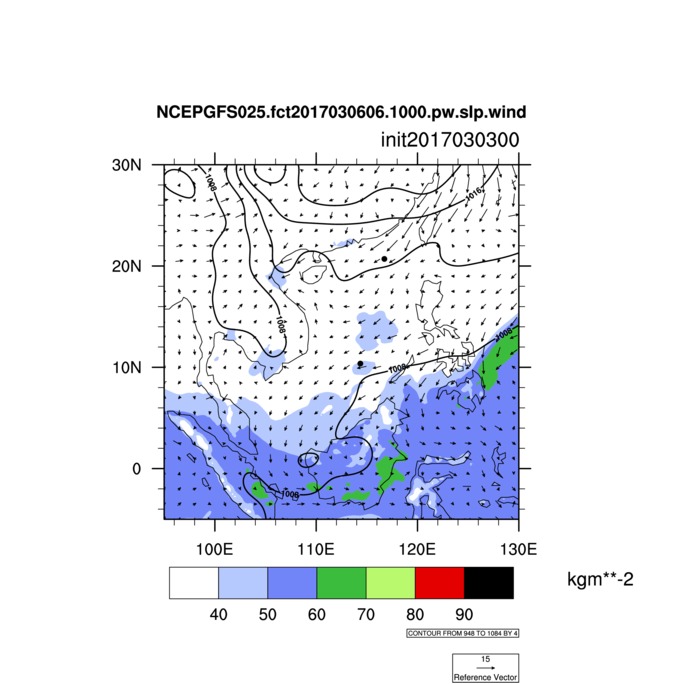 NCEPGFS025.fct2017030606.1000.pw.slp.wind
init2017030300
30N
20N
10N
0
1008
1016
1008
1008
1008
1008
100E 110E 120E 130E
kgm**-2
40 50 60 70 80 90
CONTOUR FROM 948 TO 1084 BY 4
15
Reference Vector